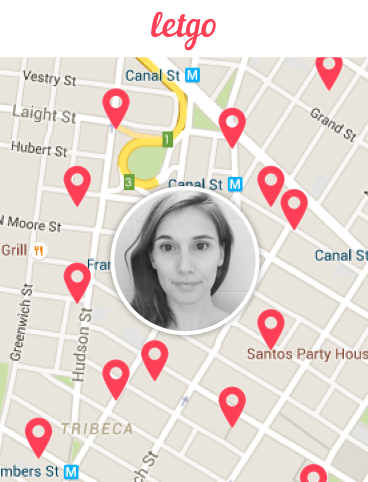 letgo
Vestry St
Canal St M
Laight St
Grand St
Hubert St
1
3
Canal St M
N Moore St
Grill
Fran
Canal St
Greenwich St
Hudson St
Santos Party Hous
TRIBECA
mbers St M
ch St